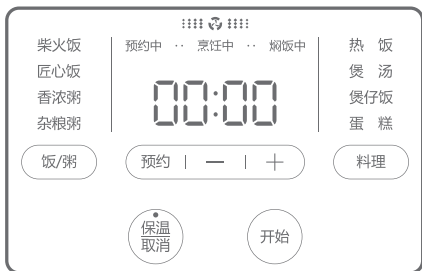 柴火饭
匠心饭
香浓粥
杂粮粥
预约中 ·· 烹饪中 ·· 焖饭中
00:00
热 饭
煲 汤
煲仔饭
蛋 糕
饭/粥
预约 | — | +
料理
保温
取消
开始